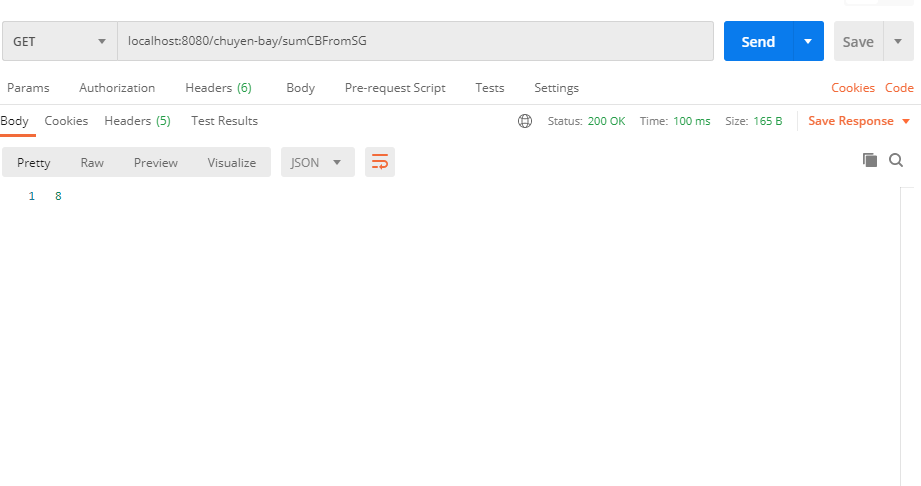 GET localhost:8080/chuyen-bay/sumCBFromSG Send Save
Params Authorization Headers (6) Body Pre-request Script Tests Settings Cookies Code
Body Cookies Headers (5) Test Results Status: 200 OK Time: 100 ms Size: 165 B Save Response
Pretty Raw Preview Visualize JSON
1 8